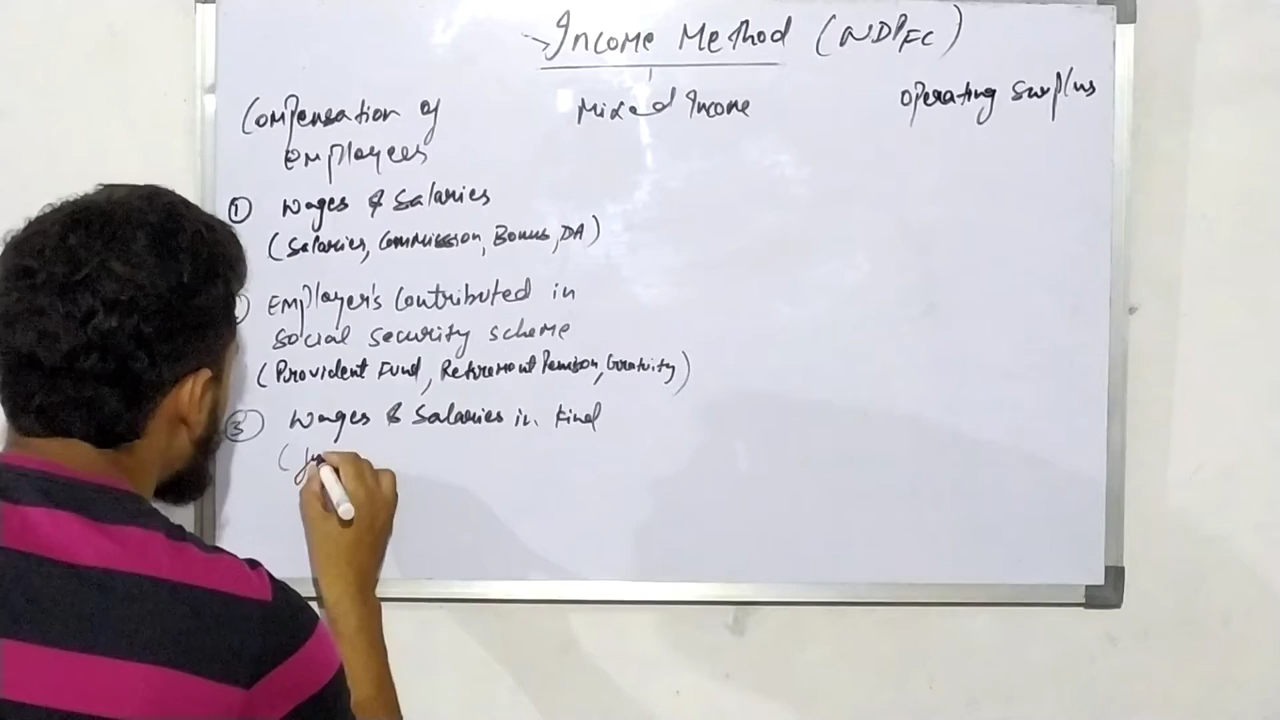 Income Method (NDPFC)
Compensation of
Employees
Mixed Income
Operating Surplus
① Wages & Salaries
(Salaries, Commission, Bonus, DA)
Employer's Contributed in
Social Security Scheme
(Provident Fund, Retirement Pension, Gratuity)
③ Wages & Salaries in Kind
(